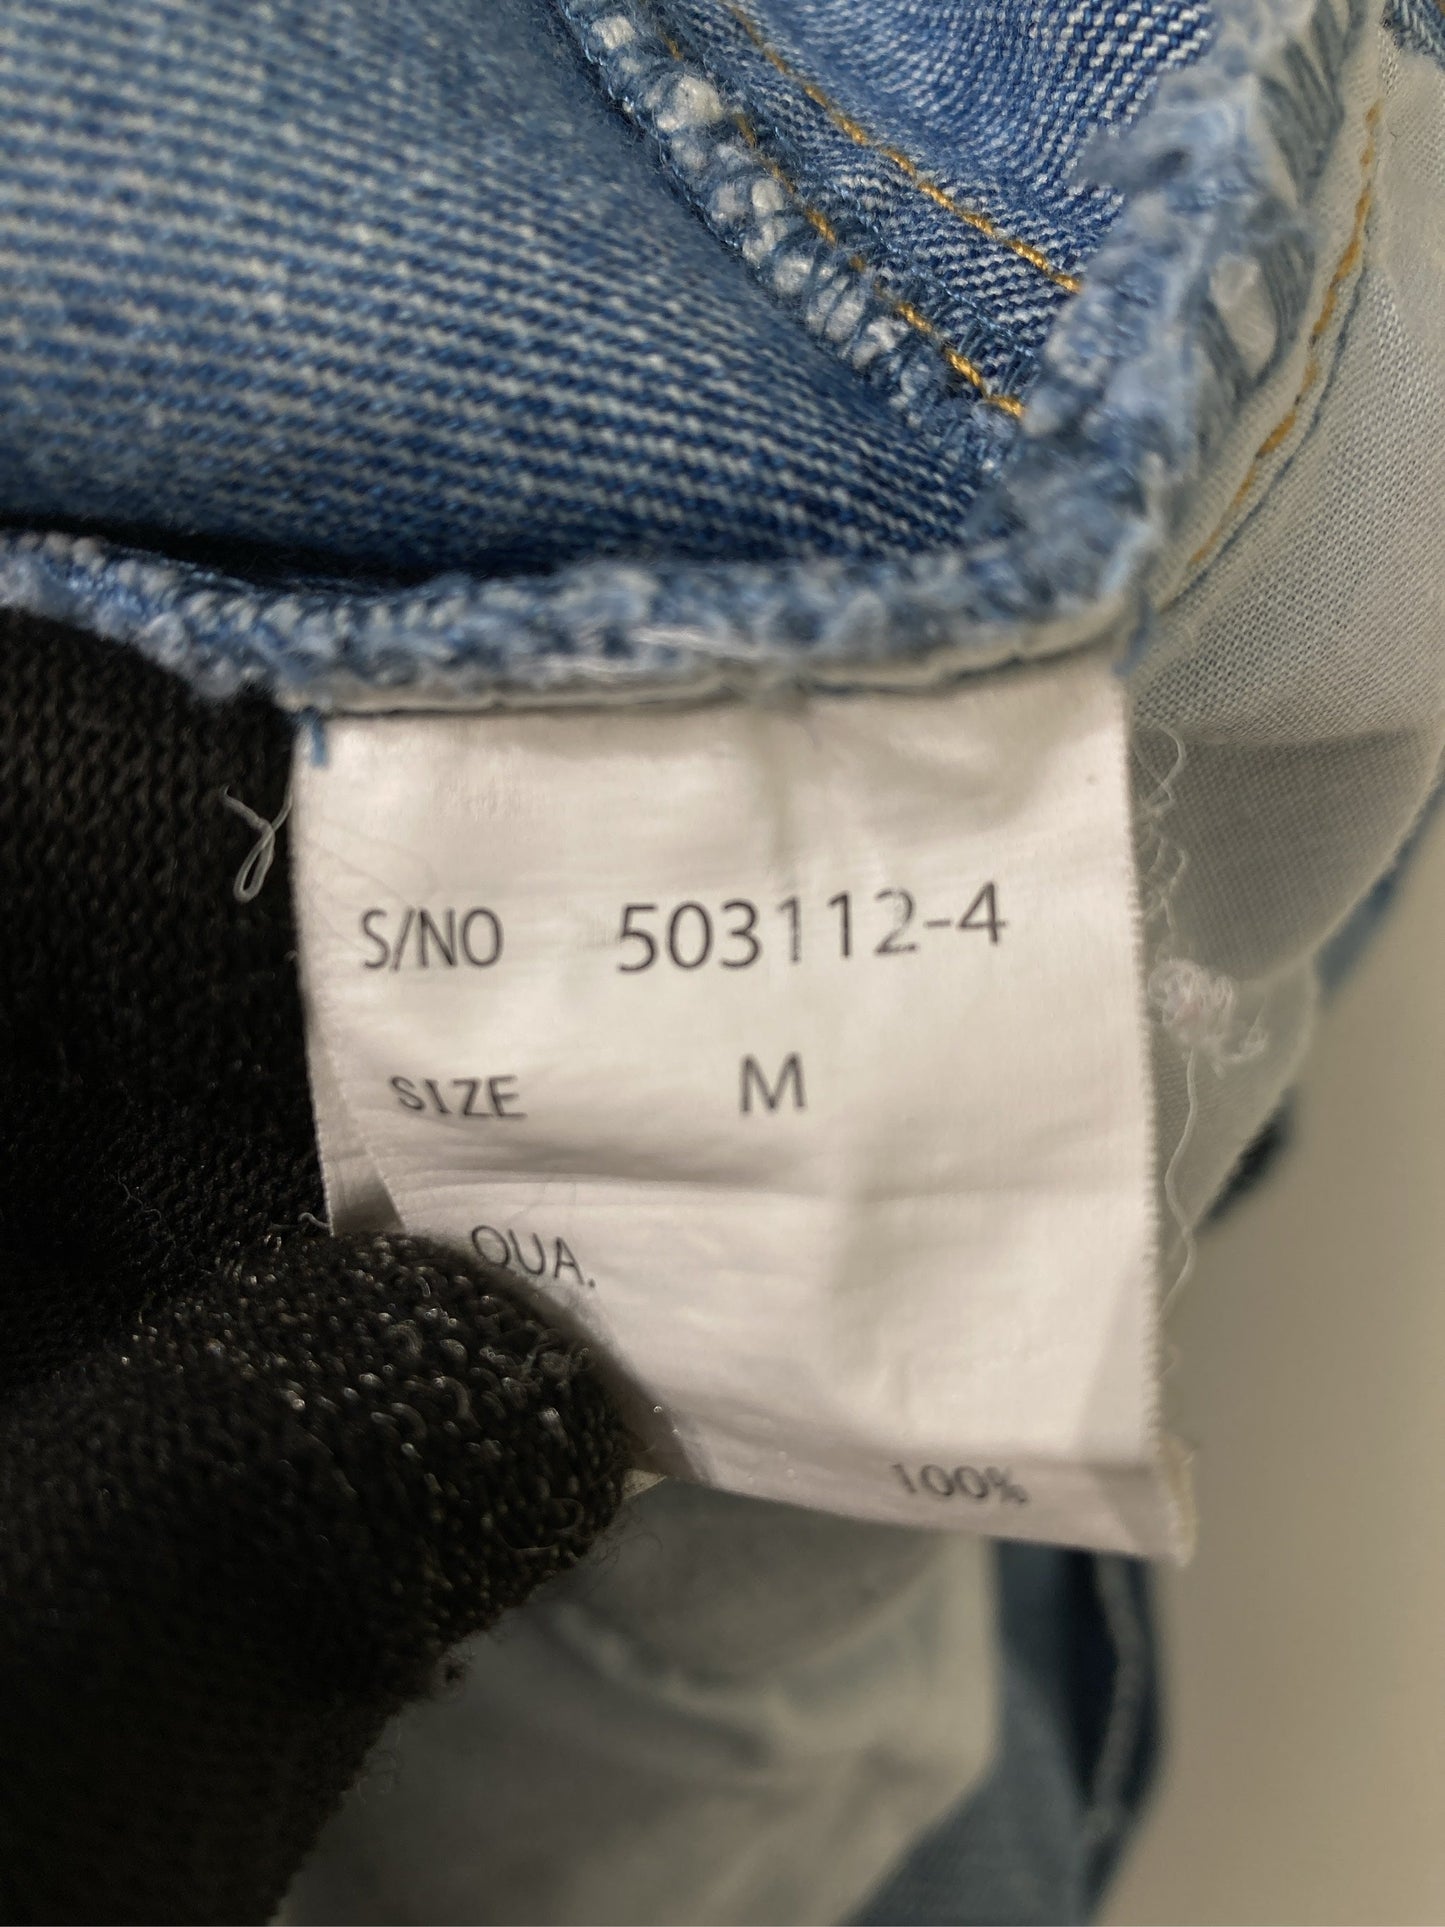 S/NO 503112-4
SIZE M
QUA.
100%